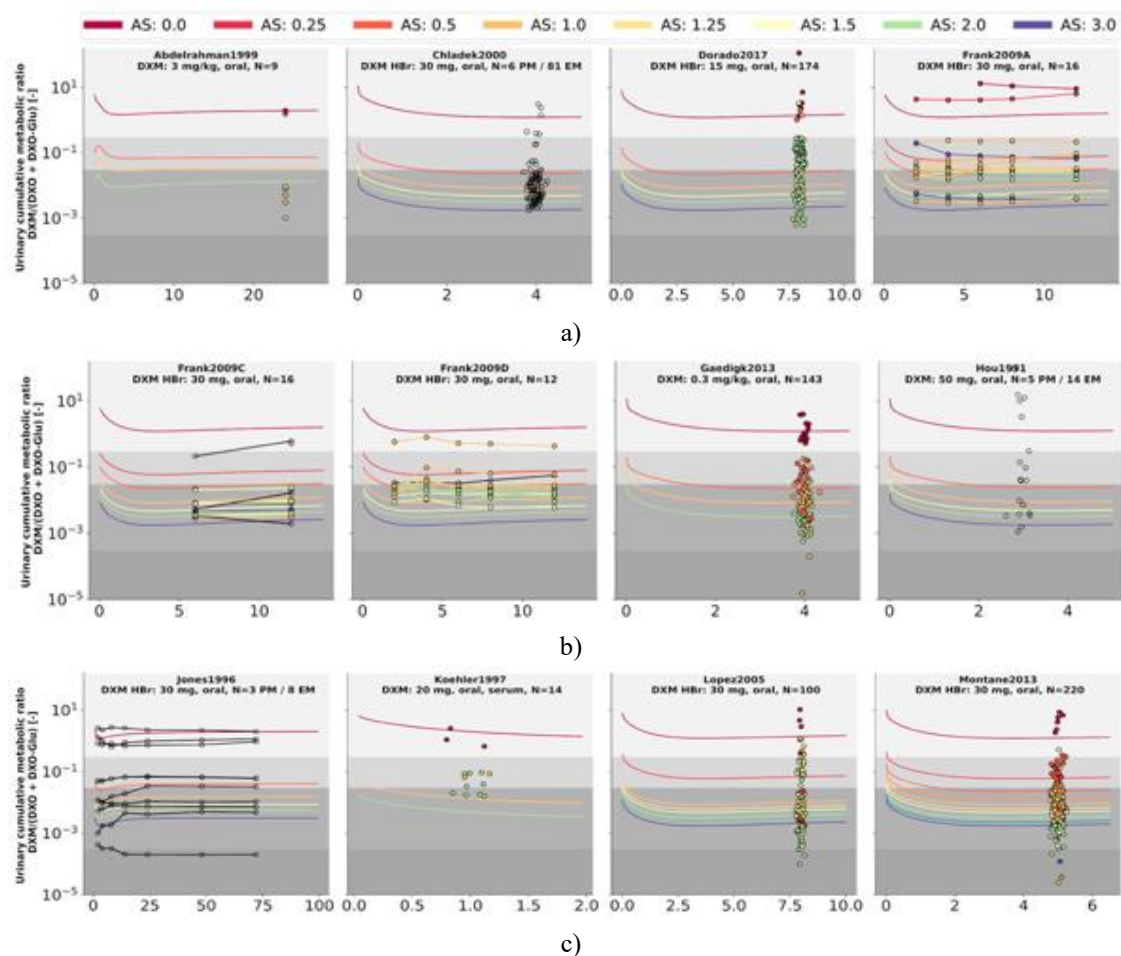 AS: 0.0 AS: 0.25 AS: 0.5 AS: 1.0 AS: 1.25 AS: 1.5 AS: 2.0 AS: 3.0
Urinary cumulative metabolic ratio
DXM/(DXO + DXO-Glu) [-]
10¹
10⁻¹
10⁻³
10⁻⁵
Abdelrahman1999
DXM: 3 mg/kg, oral, N=9
0 10 20
Chladek2000
DXM HBr: 30 mg, oral, N=6 PM / 81 EM
0 2 4
Dorado2017
DXM HBr: 15 mg, oral, N=174
0.0 2.5 5.0 7.5 10.0
Frank2009A
DXM HBr: 30 mg, oral, N=16
0 5 10
a)
Urinary cumulative metabolic ratio
DXM/(DXO + DXO-Glu) [-]
10¹
10⁻¹
10⁻³
10⁻⁵
Frank2009C
DXM HBr: 30 mg, oral, N=16
0 5 10
Frank2009D
DXM HBr: 30 mg, oral, N=12
0 5 10
Gaedigk2013
DXM: 0.3 mg/kg, oral, N=143
0 2 4
Hou1991
DXM: 50 mg, oral, N=5 PM / 14 EM
0 2 4
b)
Urinary cumulative metabolic ratio
DXM/(DXO + DXO-Glu) [-]
10¹
10⁻¹
10⁻³
10⁻⁵
Jones1996
DXM HBr: 30 mg, oral, N=3 PM / 8 EM
0 25 50 75 100
Koehler1997
DXM: 20 mg, oral, serum, N=14
0.0 0.5 1.0 1.5 2.0
Lopez2005
DXM HBr: 30 mg, oral, N=100
0.0 2.5 5.0 7.5 10.0
Montane2013
DXM HBr: 30 mg, oral, N=220
0 2 4 6
c)